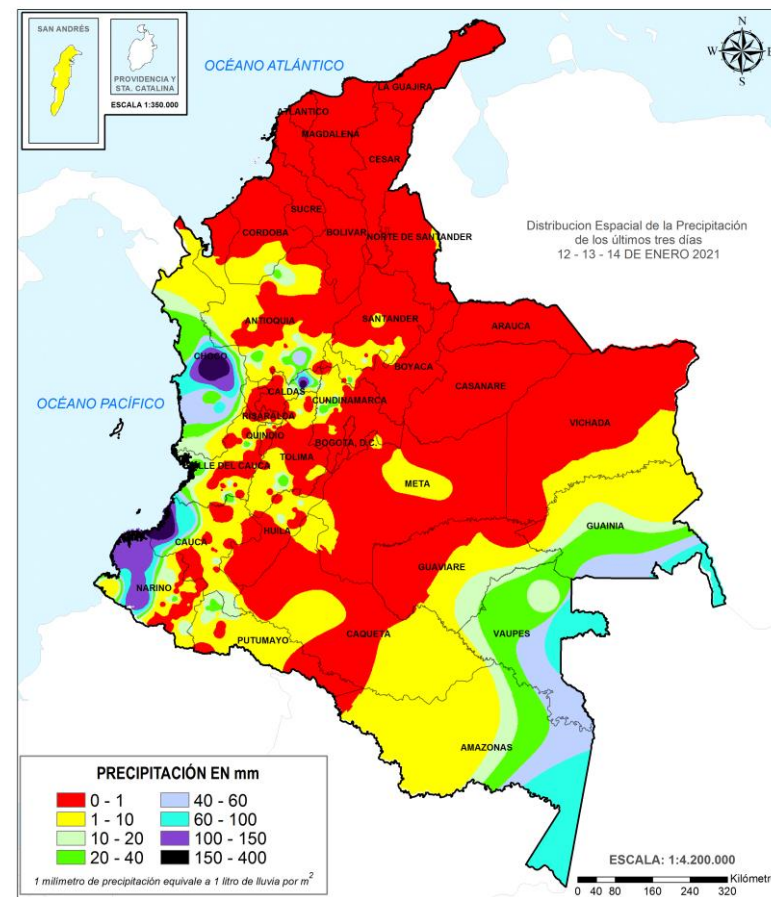 SAN ANDRÉS
PROVIDENCIA Y
STA. CATALINA
ESCALA 1:350.000
OCÉANO ATLÁNTICO
N
W
E
S
LA GUAJIRA
ATLANTICO
MAGDALENA
CESAR
SUCRE
CORDOBA
BOLIVAR
NORTE DE SANTANDER
Distribucion Espacial de la Precipitación
de los últimos tres días
12 - 13 - 14 DE ENERO 2021
ANTIOQUIA
SANTANDER
ARAUCA
CHOCO
BOYACA
CASANARE
OCÉANO PACÍFICO
CALDAS
CUNDINAMARCA
RISARALDA
VICHADA
QUINDIO
BOGOTA, D.C.
VALLE DEL CAUCA
TOLIMA
META
GUAINIA
CAUCA
HUILA
GUAVIARE
NARIÑO
VAUPES
PUTUMAYO
CAQUETA
AMAZONAS
PRECIPITACIÓN EN mm
0 - 1
40 - 60
1 - 10
60 - 100
10 - 20
100 - 150
20 - 40
150 - 400
1 milímetro de precipitación equivale a 1 litro de lluvia por m2
ESCALA: 1:4.200.000
Kilómetr
0 40 80 160 240 320